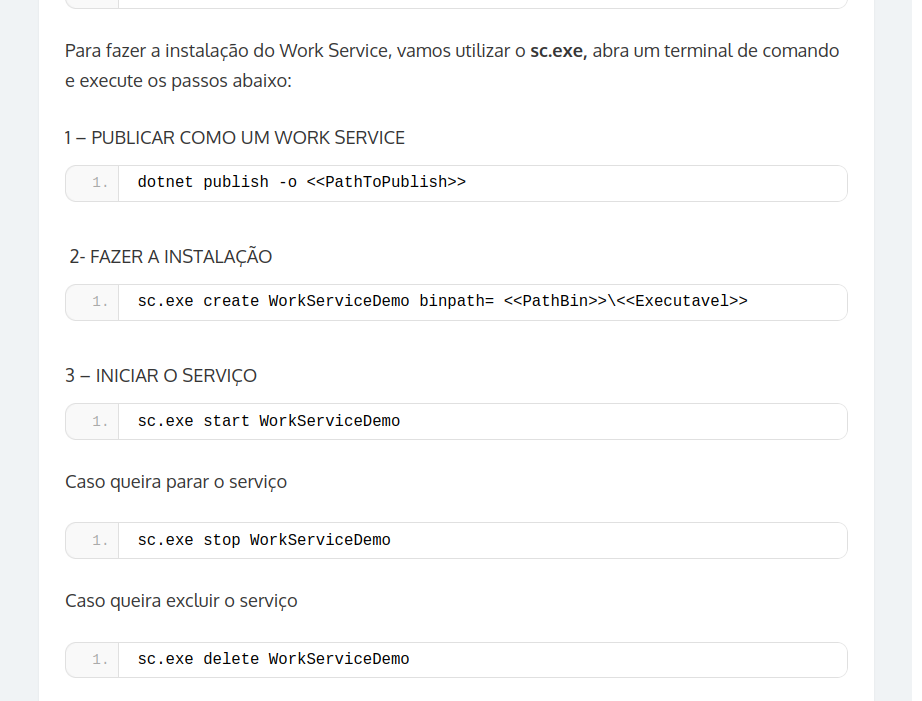 Para fazer a instalação do Work Service, vamos utilizar o sc.exe, abra um terminal de comando
e execute os passos abaixo:
1 – PUBLICAR COMO UM WORK SERVICE
1. dotnet publish -o <<PathToPublish>>
2- FAZER A INSTALAÇÃO
1. sc.exe create WorkServiceDemo binpath= <<PathBin>>\<<Executavel>>
3 – INICIAR O SERVIÇO
1. sc.exe start WorkServiceDemo
Caso queira parar o serviço
1. sc.exe stop WorkServiceDemo
Caso queira excluir o serviço
1. sc.exe delete WorkServiceDemo